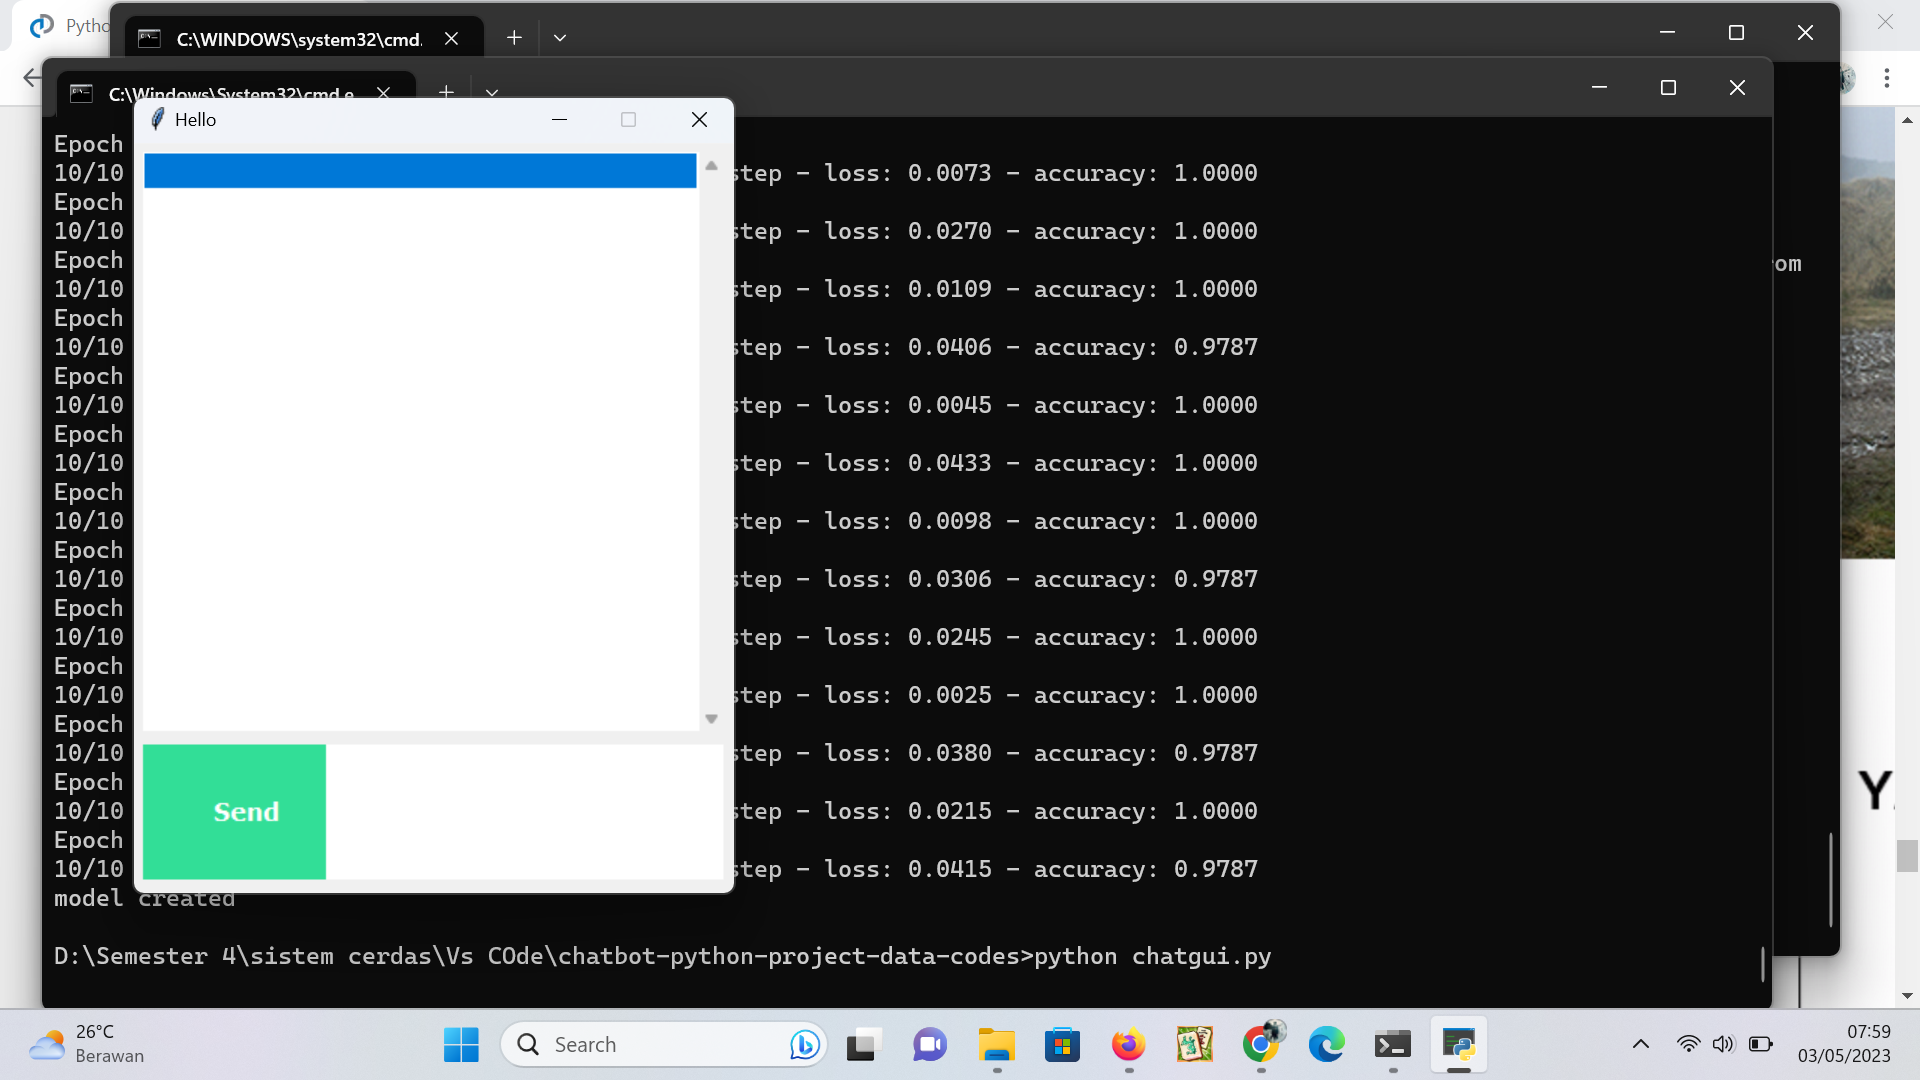 Pytho
C:\WINDOWS\system32\cmd.
C:\Windows\System32\cmd.e
Hello
Epoch
10/10 step - loss: 0.0073 - accuracy: 1.0000
Epoch
10/10 step - loss: 0.0270 - accuracy: 1.0000
Epoch
om
10/10 step - loss: 0.0109 - accuracy: 1.0000
Epoch
10/10 step - loss: 0.0406 - accuracy: 0.9787
Epoch
10/10 step - loss: 0.0045 - accuracy: 1.0000
Epoch
10/10 step - loss: 0.0433 - accuracy: 1.0000
Epoch
10/10 step - loss: 0.0098 - accuracy: 1.0000
Epoch
10/10 step - loss: 0.0306 - accuracy: 0.9787
Epoch
10/10 step - loss: 0.0245 - accuracy: 1.0000
Epoch
10/10 step - loss: 0.0025 - accuracy: 1.0000
Epoch
10/10 step - loss: 0.0380 - accuracy: 0.9787
Epoch
10/10 step - loss: 0.0215 - accuracy: 1.0000
Epoch
10/10 step - loss: 0.0415 - accuracy: 0.9787
Send
Y
model created
D:\Semester 4\sistem cerdas\Vs COde\chatbot-python-project-data-codes>python chatgui.py
26°C
Berawan
Search
07:59
03/05/2023